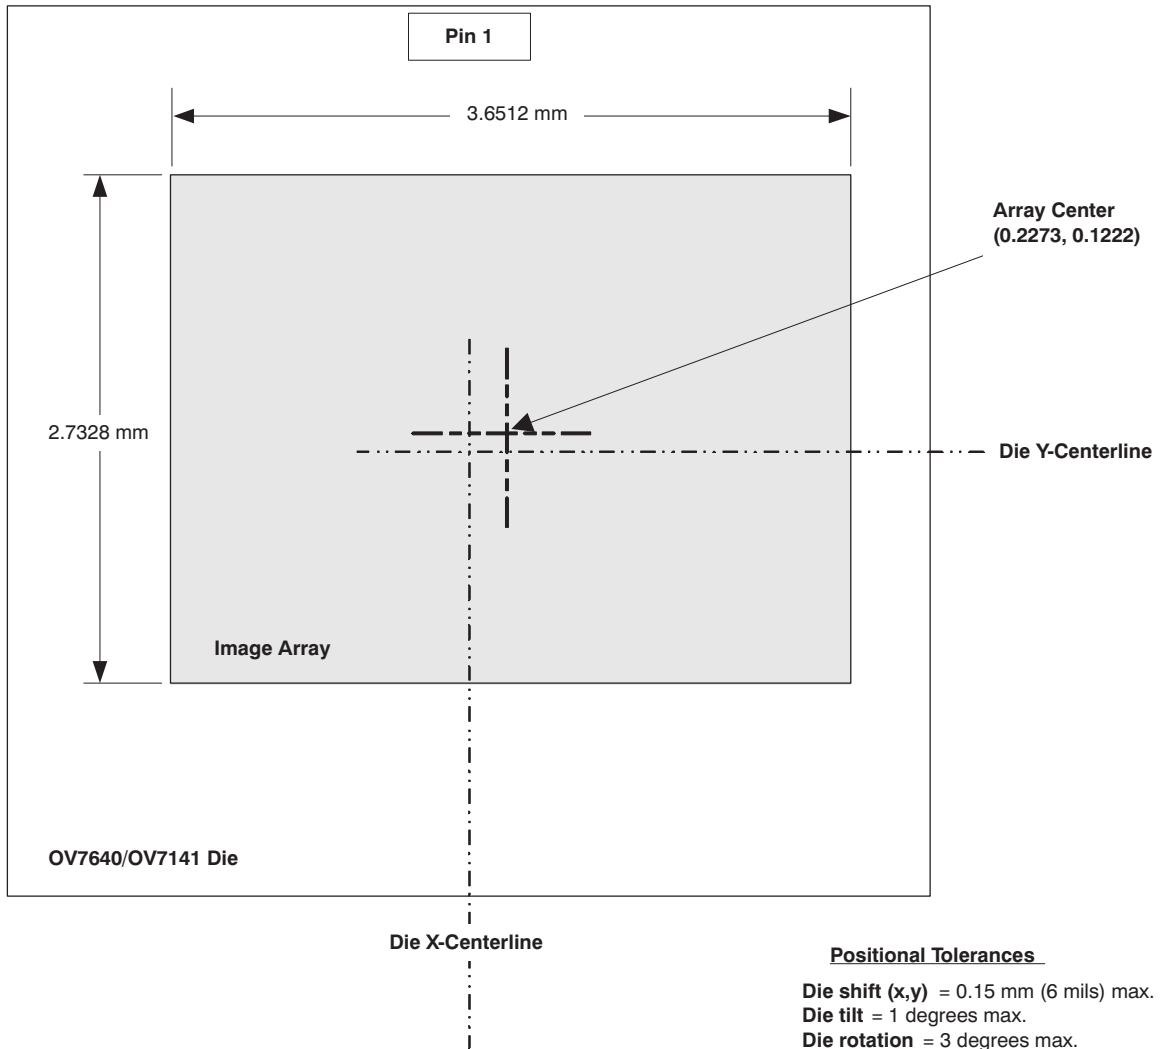 Pin 1
3.6512 mm
Array Center
(0.2273, 0.1222)
2.7328 mm
Die Y-Centerline
Image Array
OV7640/OV7141 Die
Die X-Centerline
Positional Tolerances
Die shift (x,y) = 0.15 mm (6 mils) max.
Die tilt = 1 degrees max.
Die rotation = 3 degrees max.